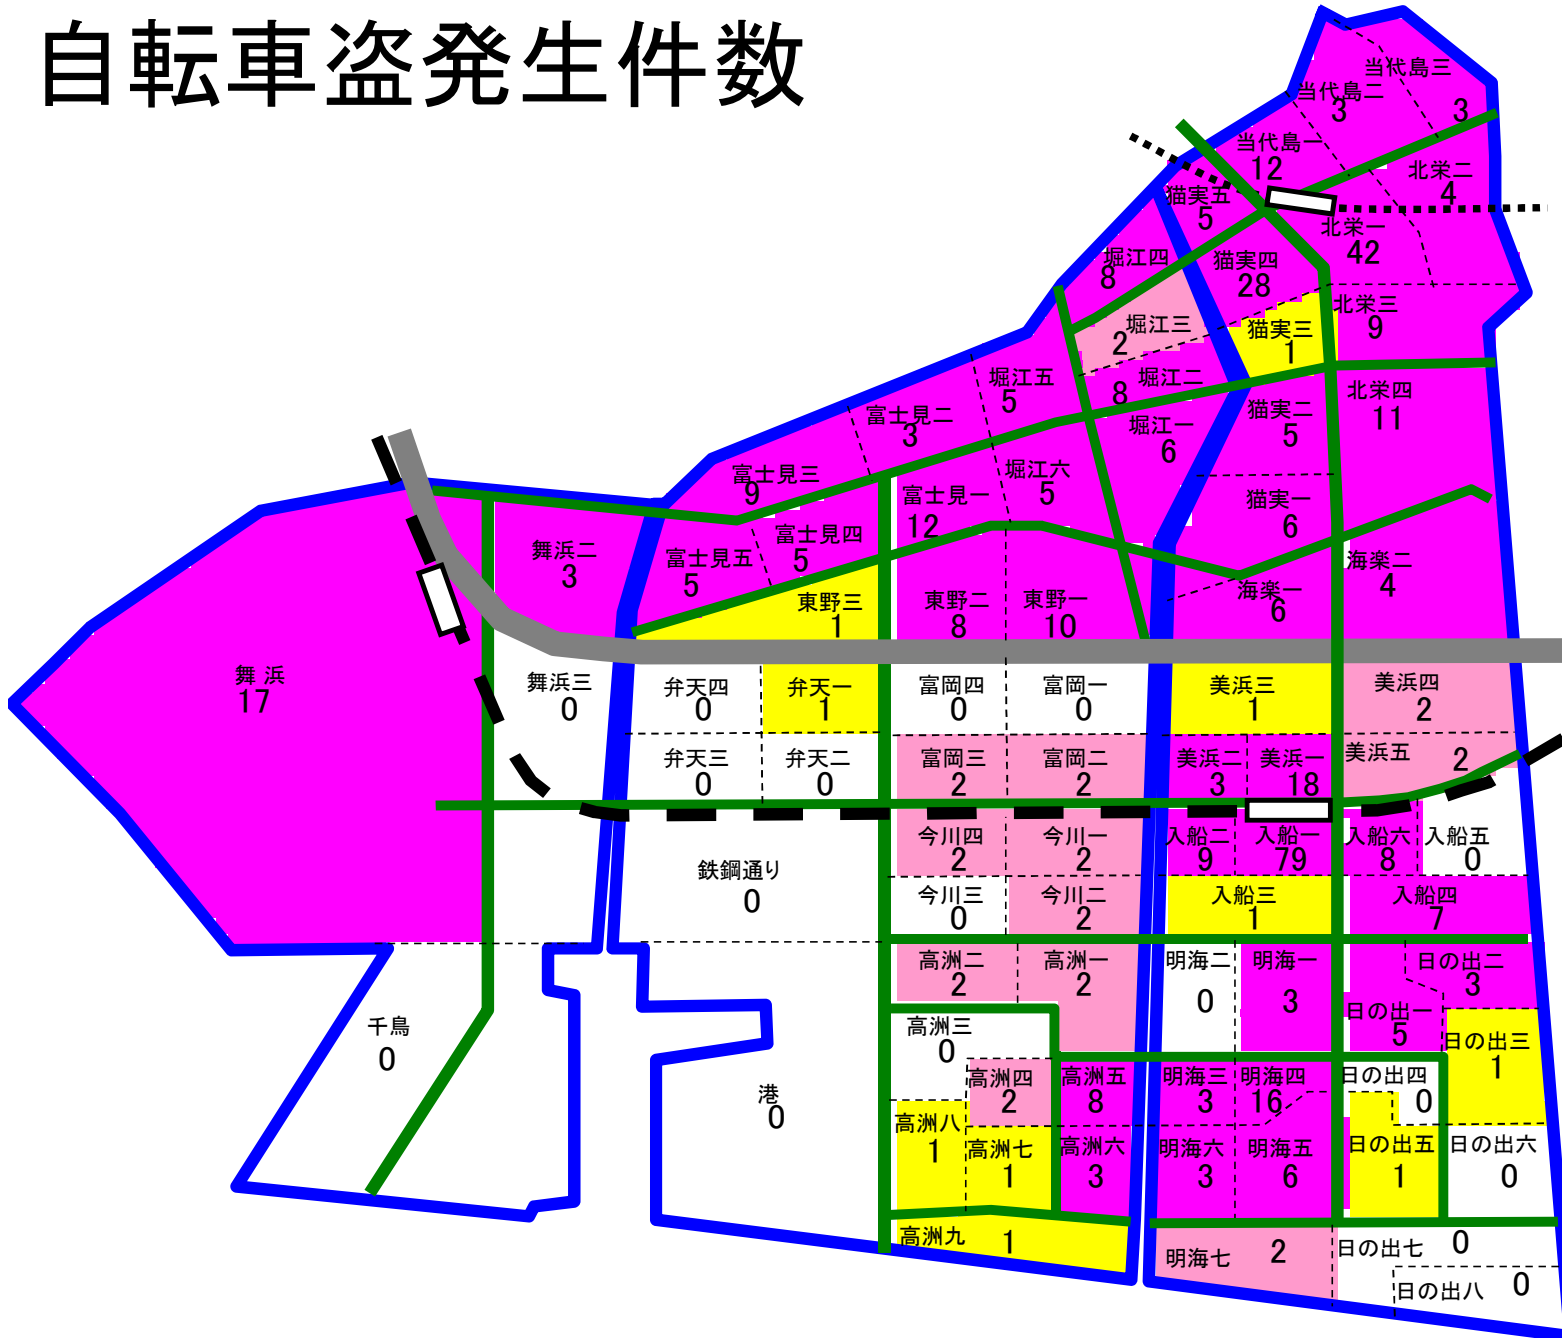 自転車盗発生件数
当代島三
3
当代島二
3
当代島一
12
北栄二
4
猫実五
5
北栄一
42
堀江四
8
猫実四
28
北栄三
9
堀江三
2
猫実三
1
堀江五
5
堀江二
8
北栄四
11
富士見二
3
堀江一
6
猫実二
5
富士見三
9
堀江六
5
富士見一
12
猫実一
6
舞浜二
3
富士見五
5
富士見四
5
海楽二
4
東野三
1
東野二
8
東野一
10
海楽一
6
舞 浜
17
舞浜三
0
弁天四
0
弁天一
1
富岡四
0
富岡一
0
美浜三
1
美浜四
2
弁天三
0
弁天二
0
富岡三
2
富岡二
2
美浜二
3
美浜一
18
美浜五
2
鉄鋼通り
0
今川四
2
今川一
2
入船二
9
入船一
79
入船六
8
入船五
0
今川三
0
今川二
2
入船三
1
入船四
7
高洲二
2
高洲一
2
明海二
0
明海一
3
日の出二
3
千鳥
0
高洲三
0
日の出一
5
日の出三
1
港
0
高洲四
2
高洲五
8
明海三
3
明海四
16
日の出四
0
高洲八
1
高洲七
1
高洲六
3
明海六
3
明海五
6
日の出五
1
日の出六
0
高洲九
1
明海七
2
日の出七
0
日の出八
0